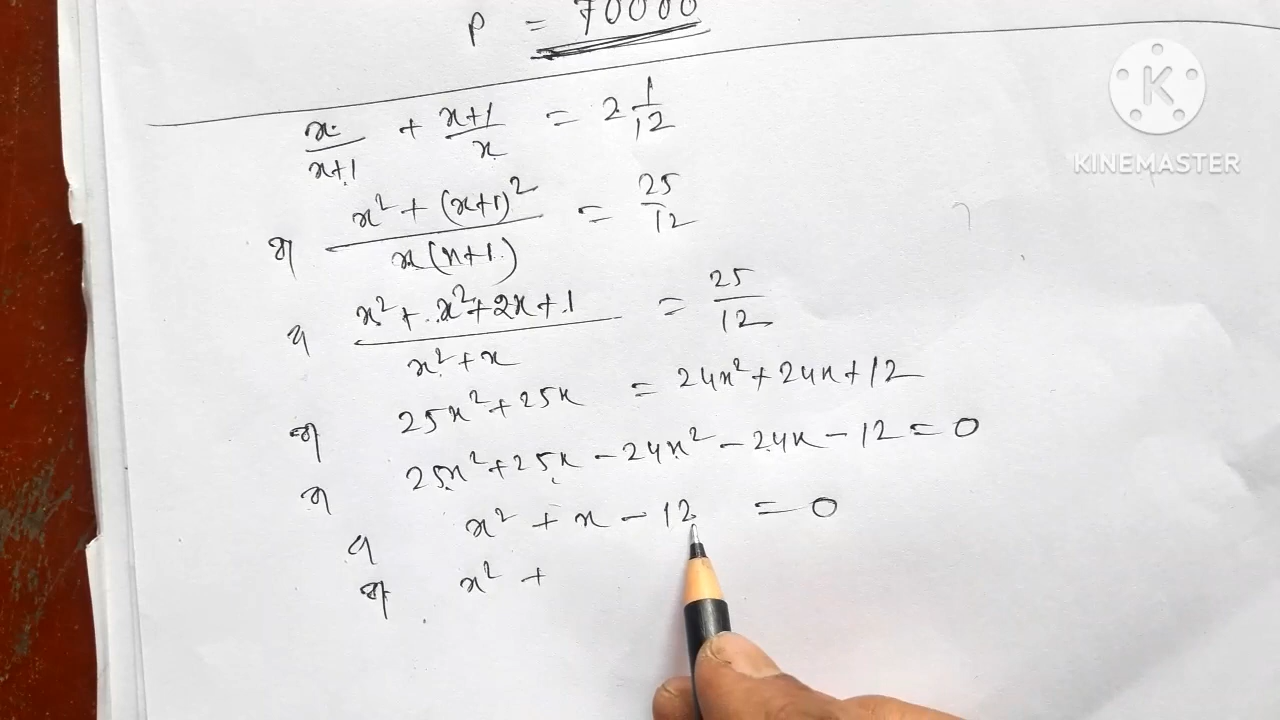 P = 70000
x/(x+1) + (x+1)/x = 2 1/12
KINEMASTER
বা (x² + (x+1)²)/(x(x+1)) = 25/12
বা (x² + x² + 2x + 1)/(x² + x) = 25/12
বা 25x² + 25x = 24x² + 24x + 12
বা 25x² + 25x - 24x² - 24x - 12 = 0
বা x² + x - 12 = 0
বা x² +